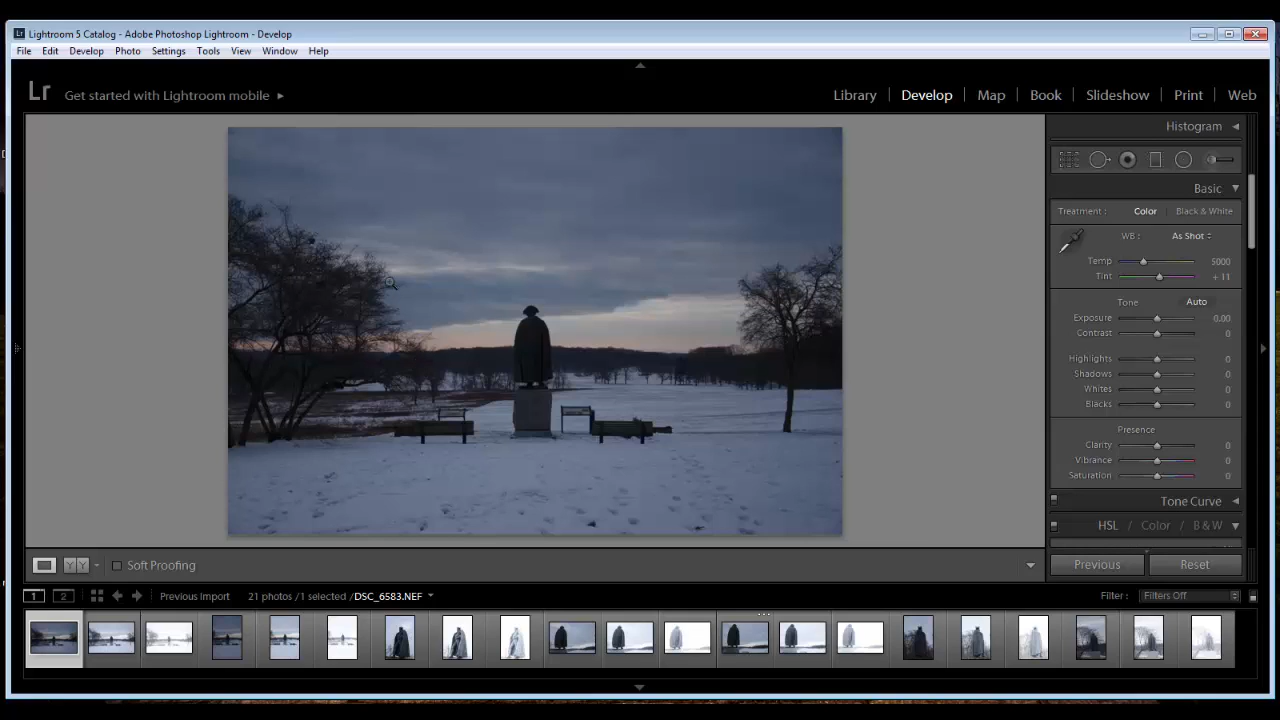 Lightroom 5 Catalog - Adobe Photoshop Lightroom - Develop
File Edit Develop Photo Settings Tools View Window Help
Lr Get started with Lightroom mobile
Library Develop Map Book Slideshow Print Web
Histogram
Basic
Treatment : Color Black & White
WB : As Shot
Temp 5000
Tint + 11
Tone Auto
Exposure 0.00
Contrast 0
Highlights 0
Shadows 0
Whites 0
Blacks 0
Presence
Clarity 0
Vibrance 0
Saturation 0
Tone Curve
HSL / Color / B & W
Y Y Soft Proofing
Previous Reset
1 2 Previous Import 21 photos /1 selected /DSC_6583.NEF Filter : Filters Off